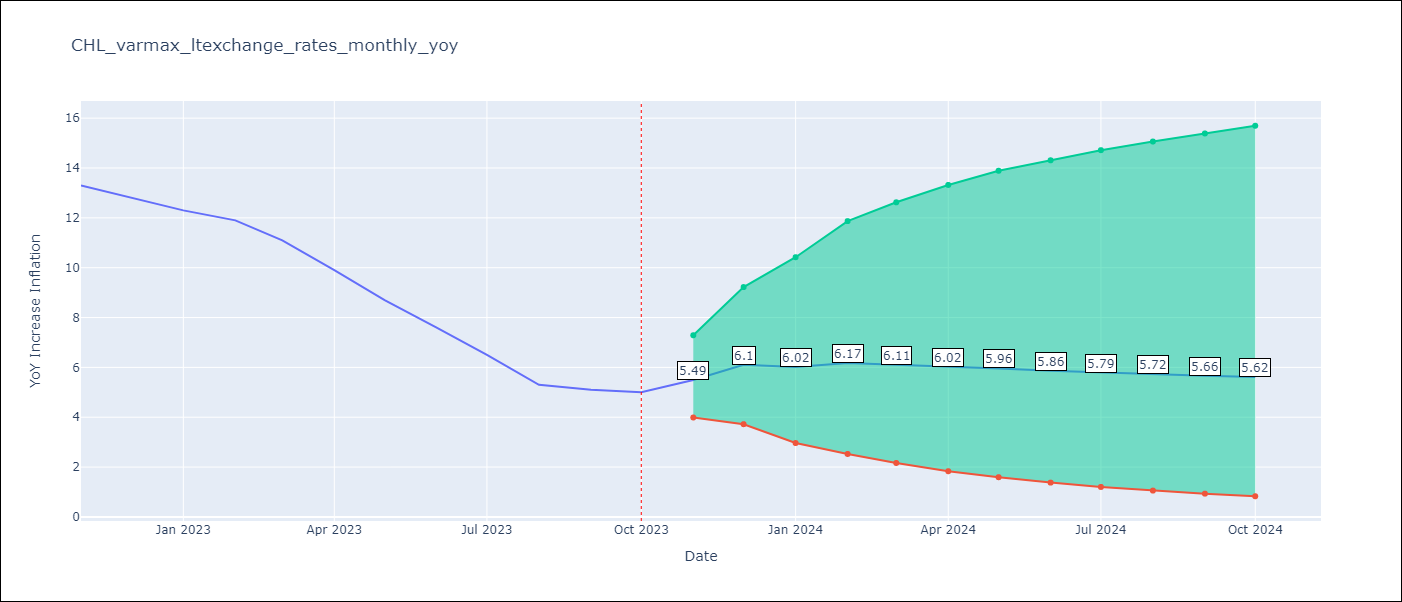 CHL_varmax_ltexchange_rates_monthly_yoy
YoY Increase Inflation
16
14
12
10
8
6
4
2
0
5.49
6.1
6.02
6.17
6.11
6.02
5.96
5.86
5.79
5.72
5.66
5.62
Jan 2023
Apr 2023
Jul 2023
Oct 2023
Jan 2024
Apr 2024
Jul 2024
Oct 2024
Date